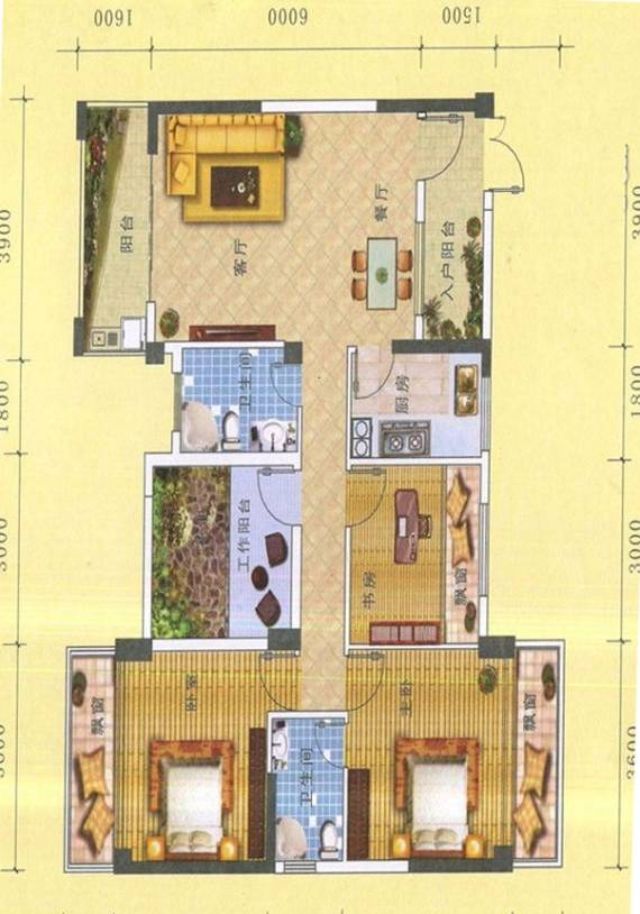 1600
6000
1500
3900
3900
阳台
客厅
餐厅
入户阳台
卫生间
厨房
1800
1800
工作阳台
书房
飘窗
3000
3000
飘窗
卧室
主卧
飘窗
卫生间
3600